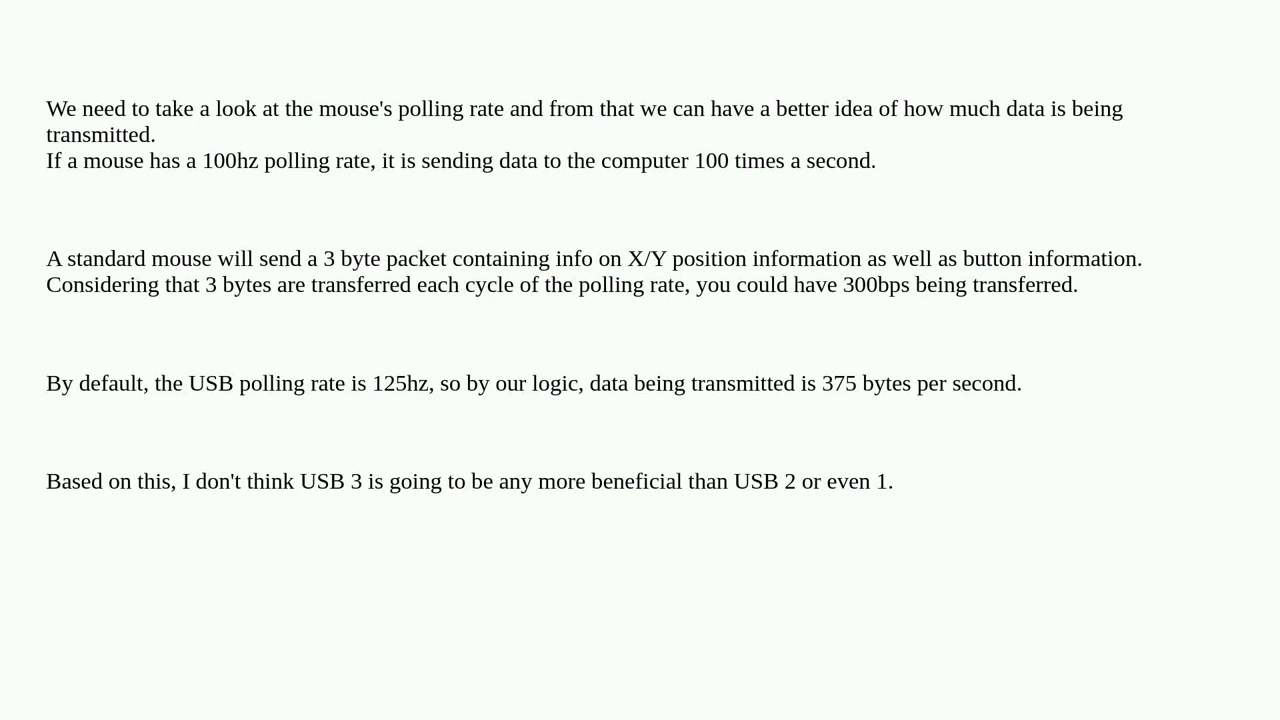 We need to take a look at the mouse's polling rate and from that we can have a better idea of how much data is being
transmitted.
If a mouse has a 100hz polling rate, it is sending data to the computer 100 times a second.
A standard mouse will send a 3 byte packet containing info on X/Y position information as well as button information.
Considering that 3 bytes are transferred each cycle of the polling rate, you could have 300bps being transferred.
By default, the USB polling rate is 125hz, so by our logic, data being transmitted is 375 bytes per second.
Based on this, I don't think USB 3 is going to be any more beneficial than USB 2 or even 1.